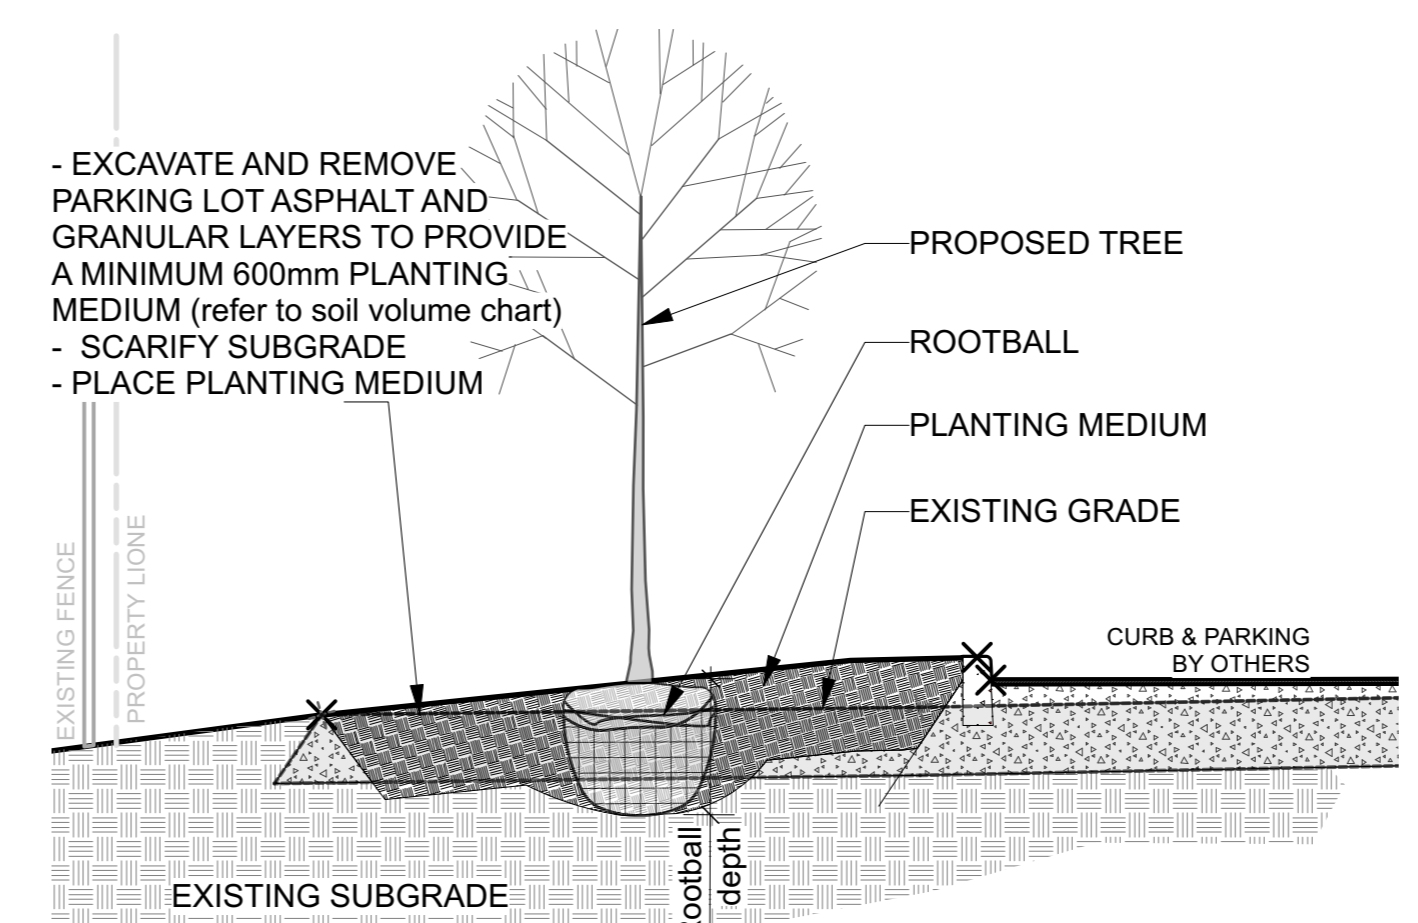 - EXCAVATE AND REMOVE
PARKING LOT ASPHALT AND
GRANULAR LAYERS TO PROVIDE
A MINIMUM 600mm PLANTING
MEDIUM (refer to soil volume chart)
- SCARIFY SUBGRADE
- PLACE PLANTING MEDIUM
PROPOSED TREE
ROOTBALL
PLANTING MEDIUM
EXISTING GRADE
EXISTING FENCE
PROPERTY LIONE
CURB & PARKING
BY OTHERS
EXISTING SUBGRADE
depth